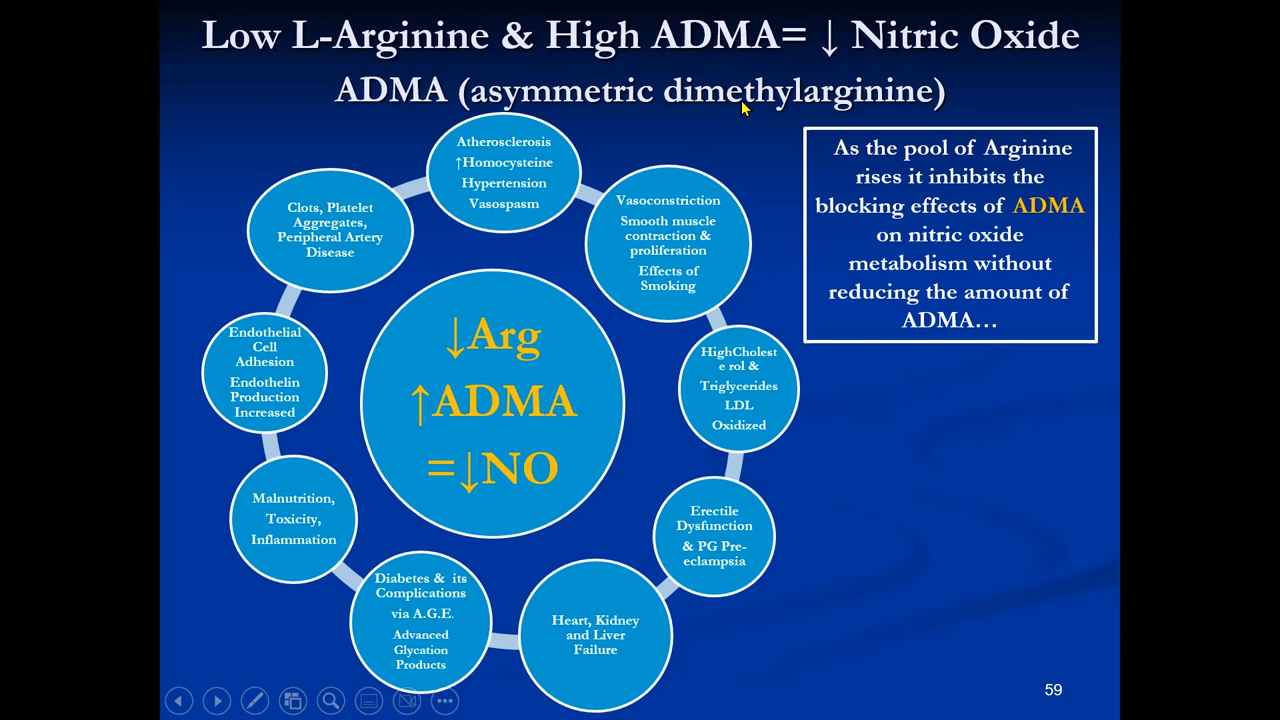 Low L-Arginine & High ADMA= ↓ Nitric Oxide
ADMA (asymmetric dimethylarginine)
Atherosclerosis
↑Homocysteine
Hypertension
Vasospasm
Vasoconstriction
Smooth muscle
contraction &
proliferation
Effects of
Smoking
HighCholest
e rol &
Triglycerides
LDL
Oxidized
Erectile
Dysfunction
& PG Pre-
eclampsia
Heart, Kidney
and Liver
Failure
Diabetes & its
Complications
via A.G.E.
Advanced
Glycation
Products
Malnutrition,
Toxicity,
Inflammation
Endothelial
Cell
Adhesion
Endothelin
Production
Increased
Clots, Platelet
Aggregates,
Peripheral Artery
Disease
↓Arg
↑ADMA
=↓NO
As the pool of Arginine
rises it inhibits the
blocking effects of ADMA
on nitric oxide
metabolism without
reducing the amount of
ADMA…
59